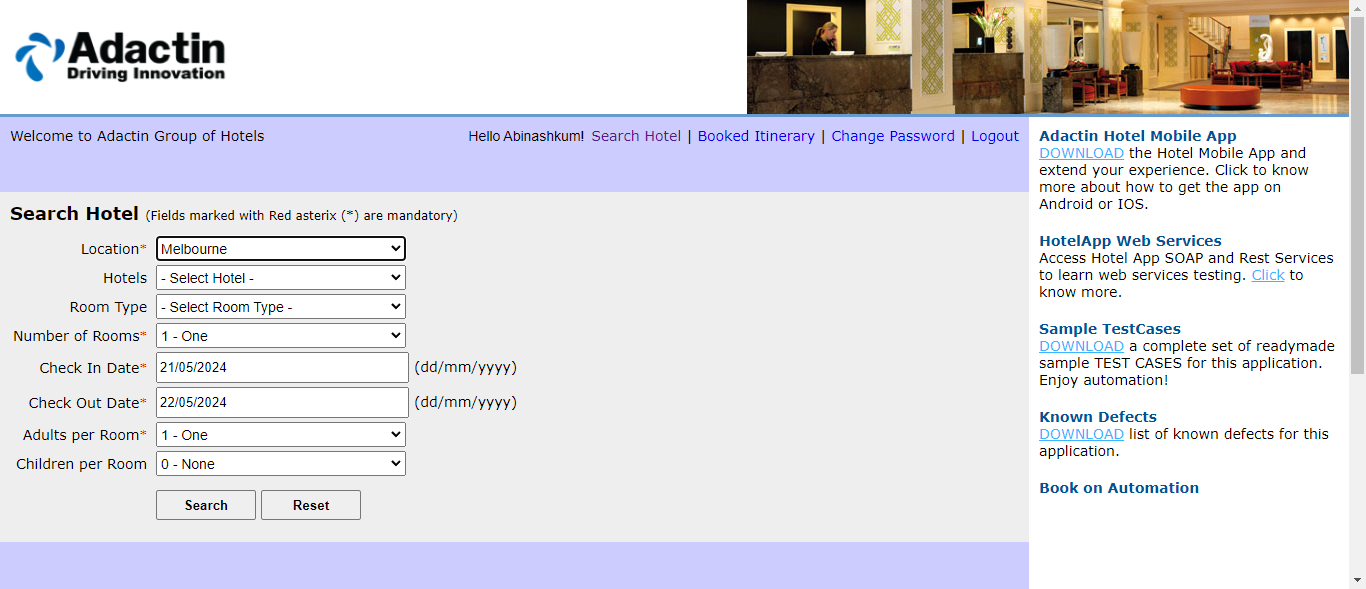 Adactin
Driving Innovation
Welcome to Adactin Group of Hotels
Hello Abinashkum! Search Hotel | Booked Itinerary | Change Password | Logout
Search Hotel (Fields marked with Red asterix (*) are mandatory)
Location* Melbourne
Hotels - Select Hotel -
Room Type - Select Room Type -
Number of Rooms* 1 - One
Check In Date* 21/05/2024 (dd/mm/yyyy)
Check Out Date* 22/05/2024 (dd/mm/yyyy)
Adults per Room* 1 - One
Children per Room 0 - None
Search Reset
Adactin Hotel Mobile App
DOWNLOAD the Hotel Mobile App and
extend your experience. Click to know
more about how to get the app on
Android or IOS.
HotelApp Web Services
Access Hotel App SOAP and Rest Services
to learn web services testing. Click to
know more.
Sample TestCases
DOWNLOAD a complete set of readymade
sample TEST CASES for this application.
Enjoy automation!
Known Defects
DOWNLOAD list of known defects for this
application.
Book on Automation